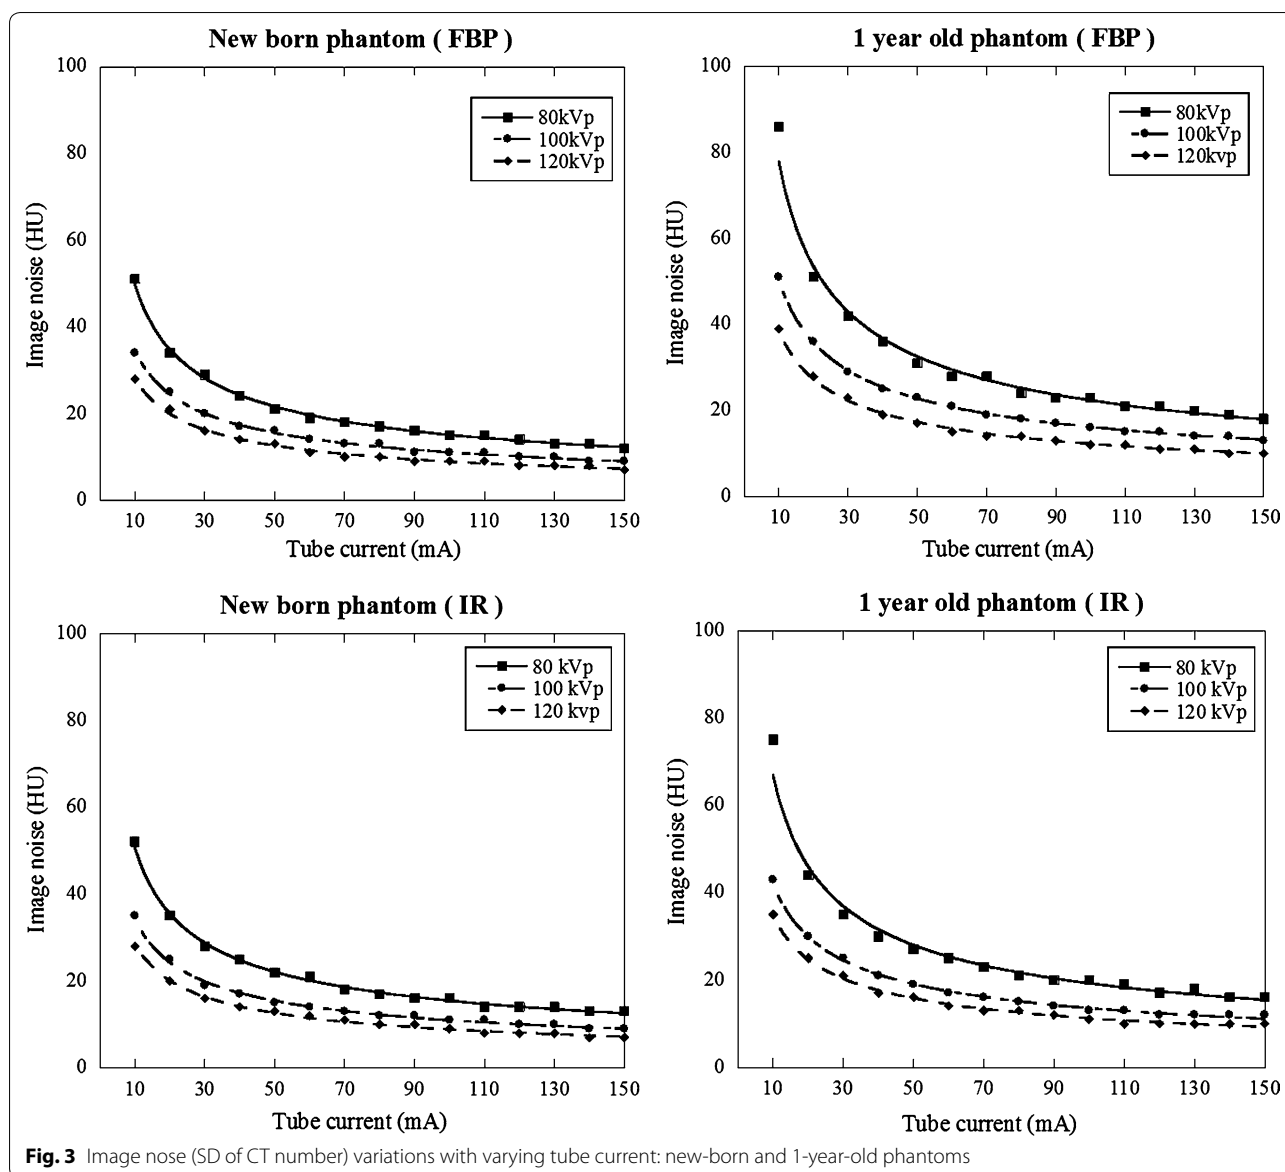 New born phantom ( FBP )
100
80
60
40
20
0
Image noise (HU)
80kVp
100kVp
120kVp
10 30 50 70 90 110 130 150
Tube current (mA)
1 year old phantom ( FBP )
100
80
60
40
20
0
Image noise (HU)
80kVp
100kVp
120kvp
10 30 50 70 90 110 130 150
Tube current (mA)
New born phantom ( IR )
100
80
60
40
20
0
Image noise (HU)
80 kVp
100 kVp
120 kvp
10 30 50 70 90 110 130 150
Tube current (mA)
1 year old phantom ( IR )
100
80
60
40
20
0
Image noise (HU)
80 kVp
100 kVp
120 kVp
10 30 50 70 90 110 130 150
Tube current (mA)
Fig. 3 Image nose (SD of CT number) variations with varying tube current: new-born and 1-year-old phantoms